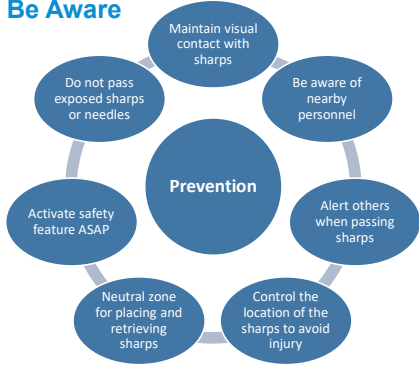 Be Aware
Maintain visual
contact with
sharps
Be aware of
nearby
personnel
Alert others
when passing
sharps
Control the
location of the
sharps to avoid
injury
Neutral zone
for placing and
retrieving
sharps
Activate safety
feature ASAP
Do not pass
exposed sharps
or needles
Prevention